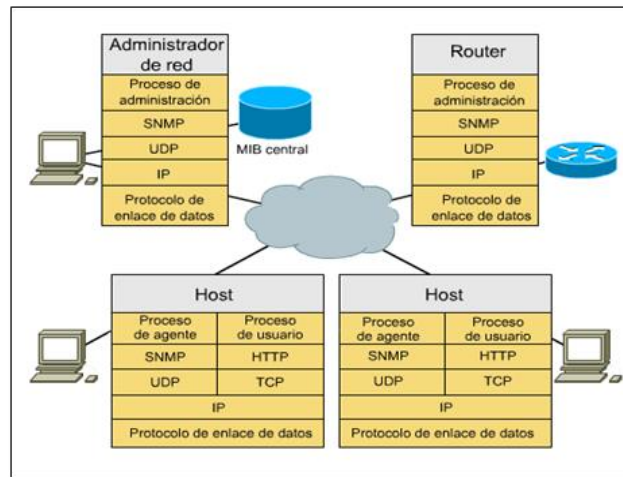 Administrador
de red
Proceso de
administración
SNMP
UDP
IP
Protocolo de
enlace de datos
MIB central
Router
Proceso de
administración
SNMP
UDP
IP
Protocolo de
enlace de datos
Host
Proceso
de agente
Proceso
de usuario
SNMP
HTTP
UDP
TCP
IP
Protocolo de enlace de datos
Host
Proceso
de agente
Proceso
de usuario
SNMP
HTTP
UDP
TCP
IP
Protocolo de enlace de datos